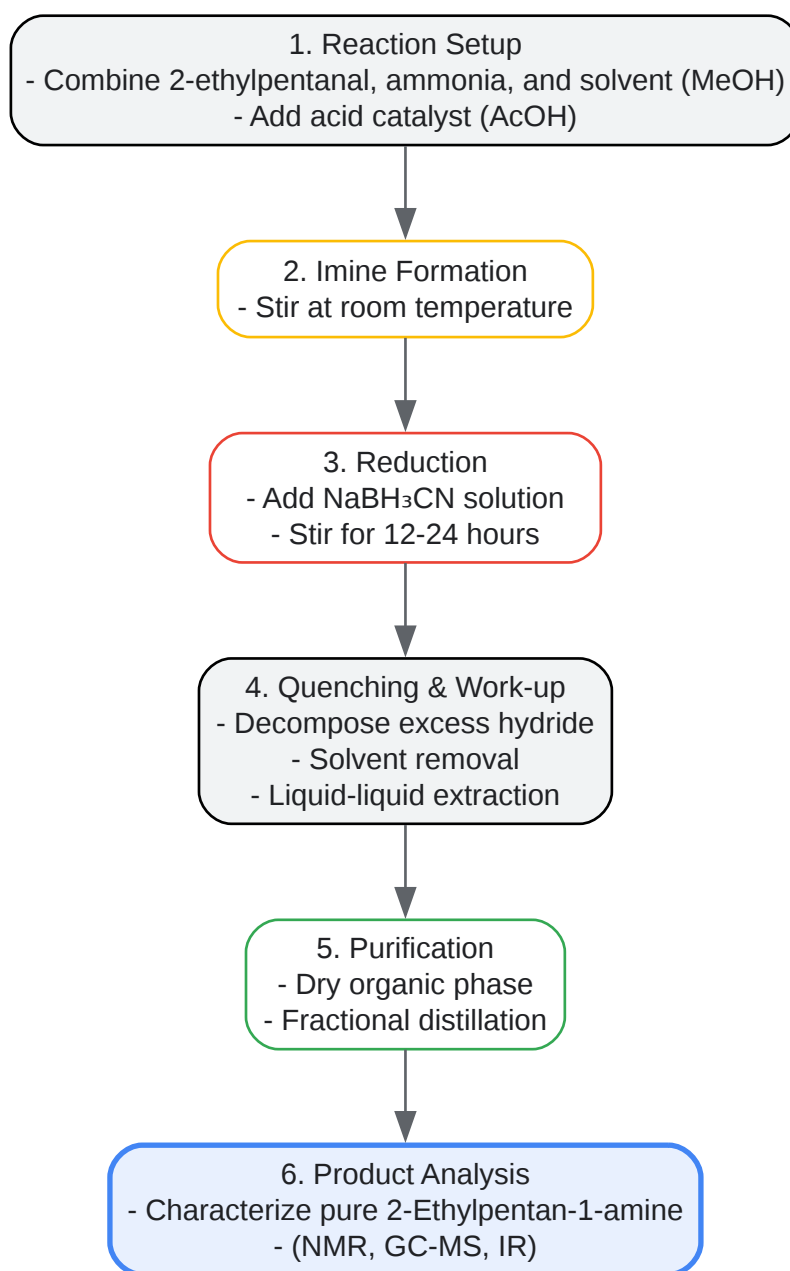 1. Reaction Setup
- Combine 2-ethylpentanal, ammonia, and solvent (MeOH)
- Add acid catalyst (AcOH)
2. Imine Formation
- Stir at room temperature
3. Reduction
- Add NaBH₃CN solution
- Stir for 12-24 hours
4. Quenching & Work-up
- Decompose excess hydride
- Solvent removal
- Liquid-liquid extraction
5. Purification
- Dry organic phase
- Fractional distillation
6. Product Analysis
- Characterize pure 2-Ethylpentan-1-amine
- (NMR, GC-MS, IR)